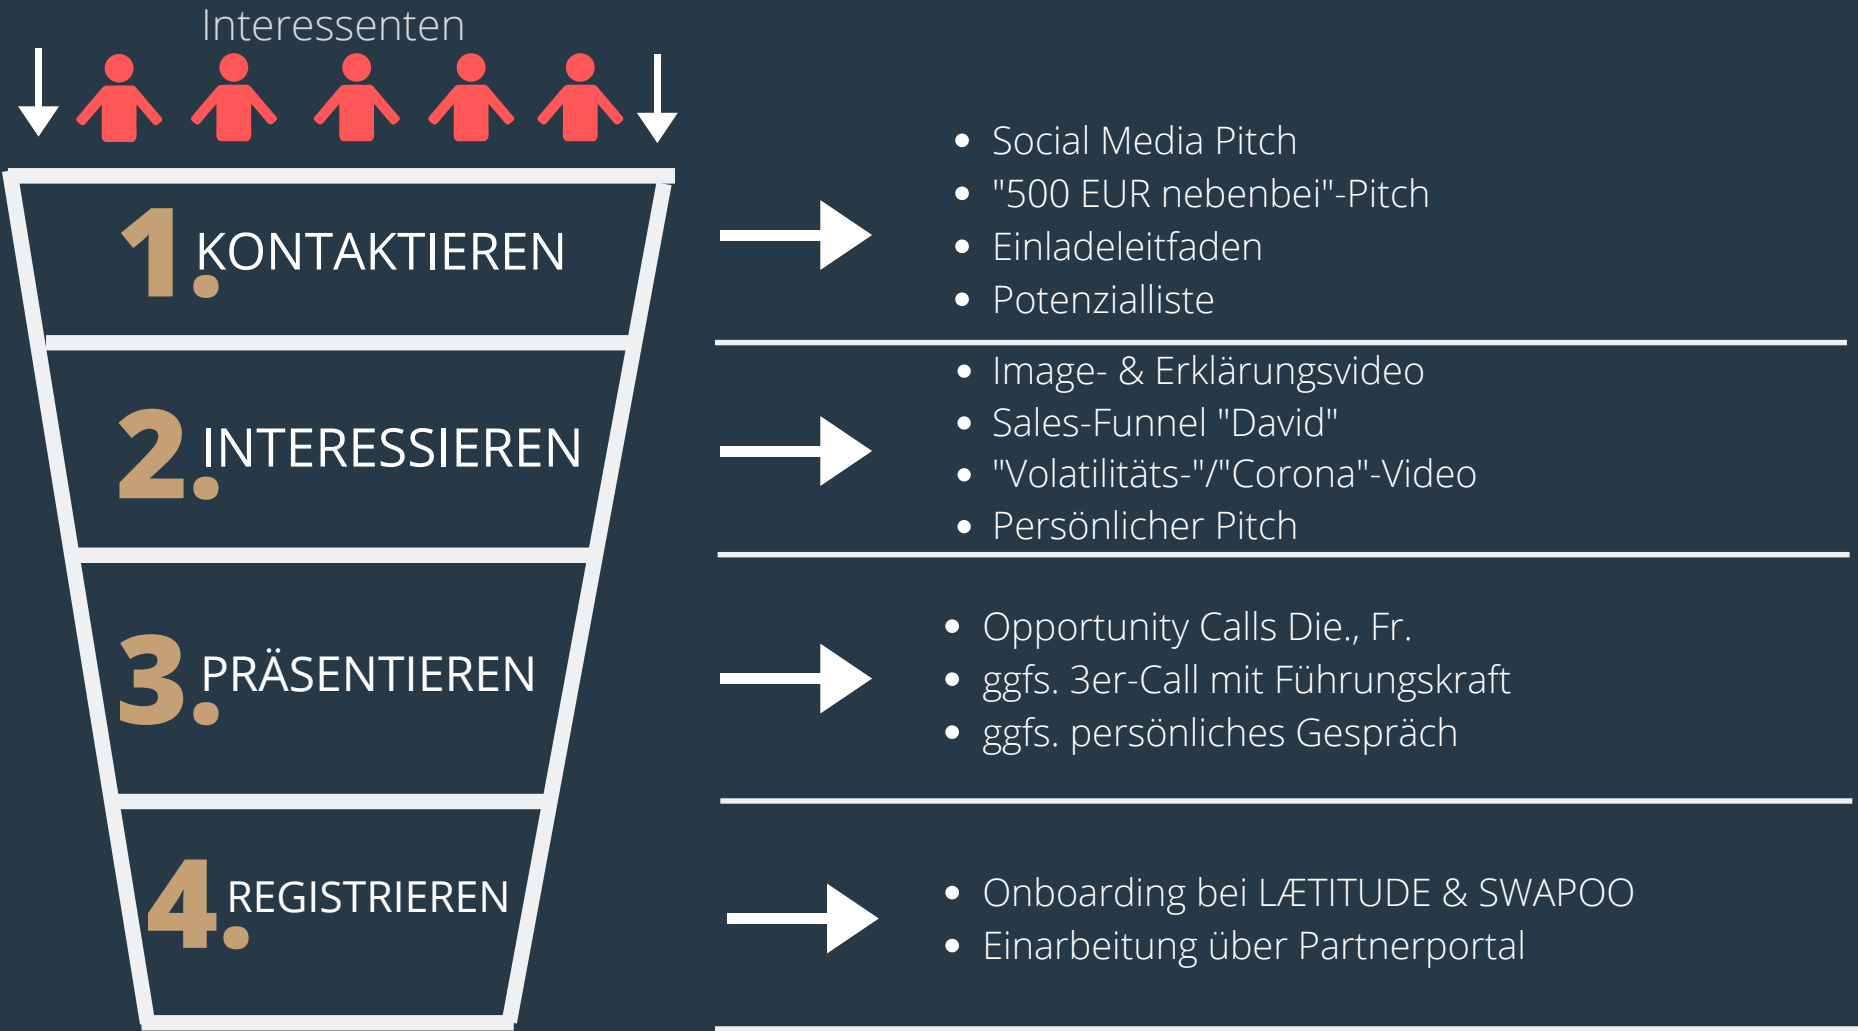 Interessenten
1. KONTAKTIEREN
• Social Media Pitch
• "500 EUR nebenbei"-Pitch
• Einladeleitfaden
• Potenzialliste
2. INTERESSIEREN
• Image- & Erklärungsvideo
• Sales-Funnel "David"
• "Volatilitäts-"/"Corona"-Video
• Persönlicher Pitch
3. PRÄSENTIEREN
• Opportunity Calls Die., Fr.
• ggfs. 3er-Call mit Führungskraft
• ggfs. persönliches Gespräch
4. REGISTRIEREN
• Onboarding bei LÆTITUDE & SWAPOO
• Einarbeitung über Partnerportal